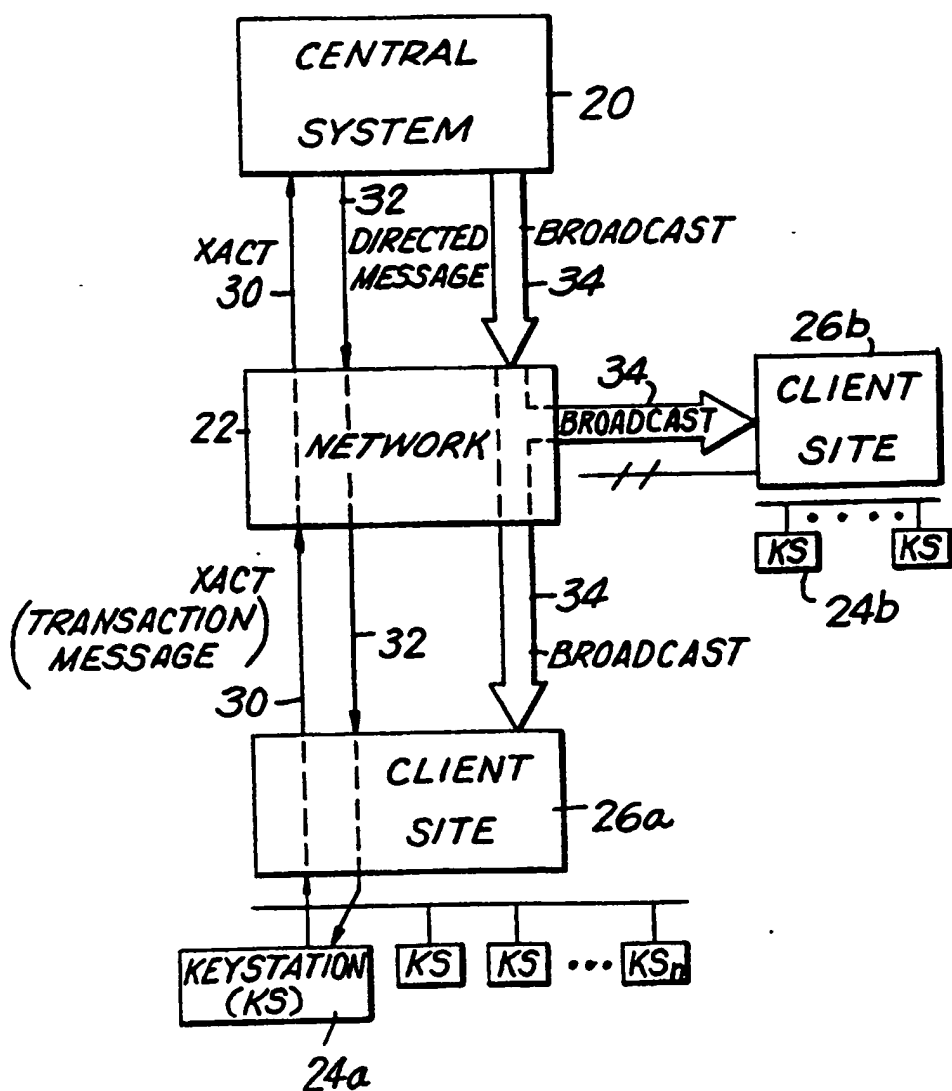 CENTRAL
SYSTEM
20
32
XACT
30
DIRECTED
MESSAGE
BROADCAST
34
26b
22
NETWORK
34
BROADCAST
CLIENT
SITE
KS
KS
24b
XACT
(TRANSACTION
MESSAGE)
30
32
34
BROADCAST
CLIENT
SITE
26a
KEYSTATION
(KS)
KS
KS
...
KSn
24a